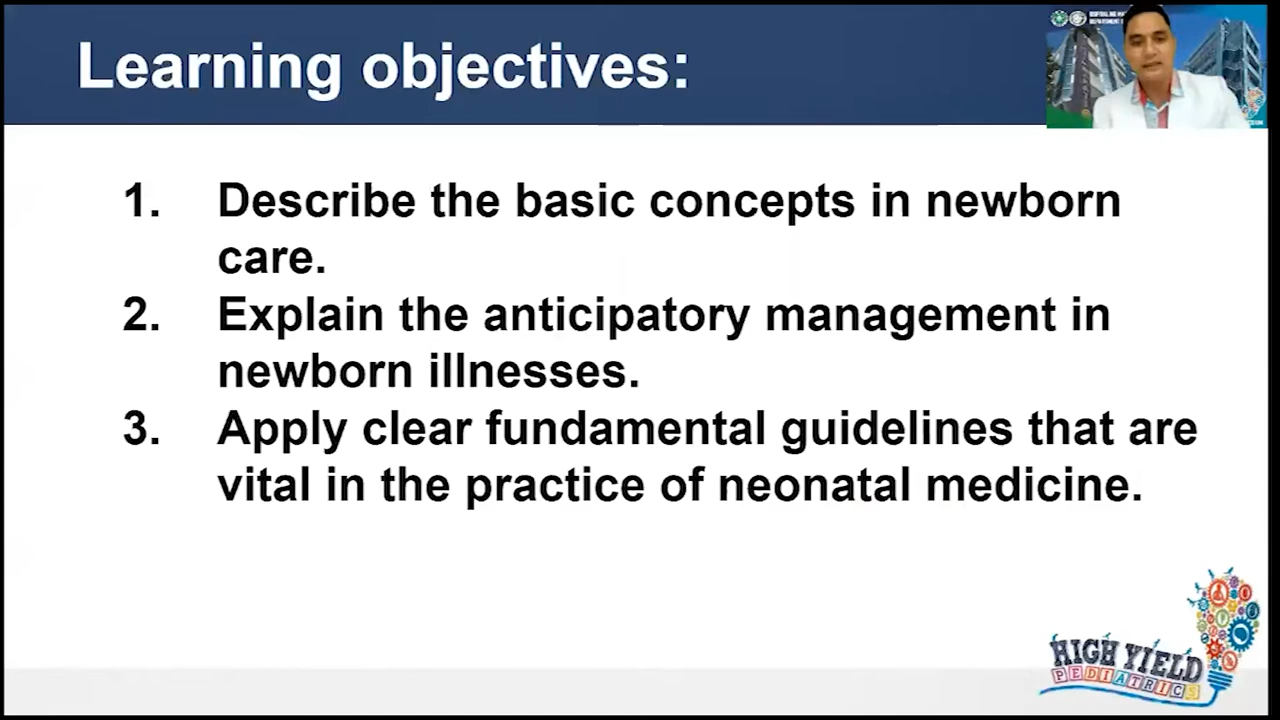 Learning objectives:
1. Describe the basic concepts in newborn
care.
2. Explain the anticipatory management in
newborn illnesses.
3. Apply clear fundamental guidelines that are
vital in the practice of neonatal medicine.
HIGH YIELD
PEDIATRICS